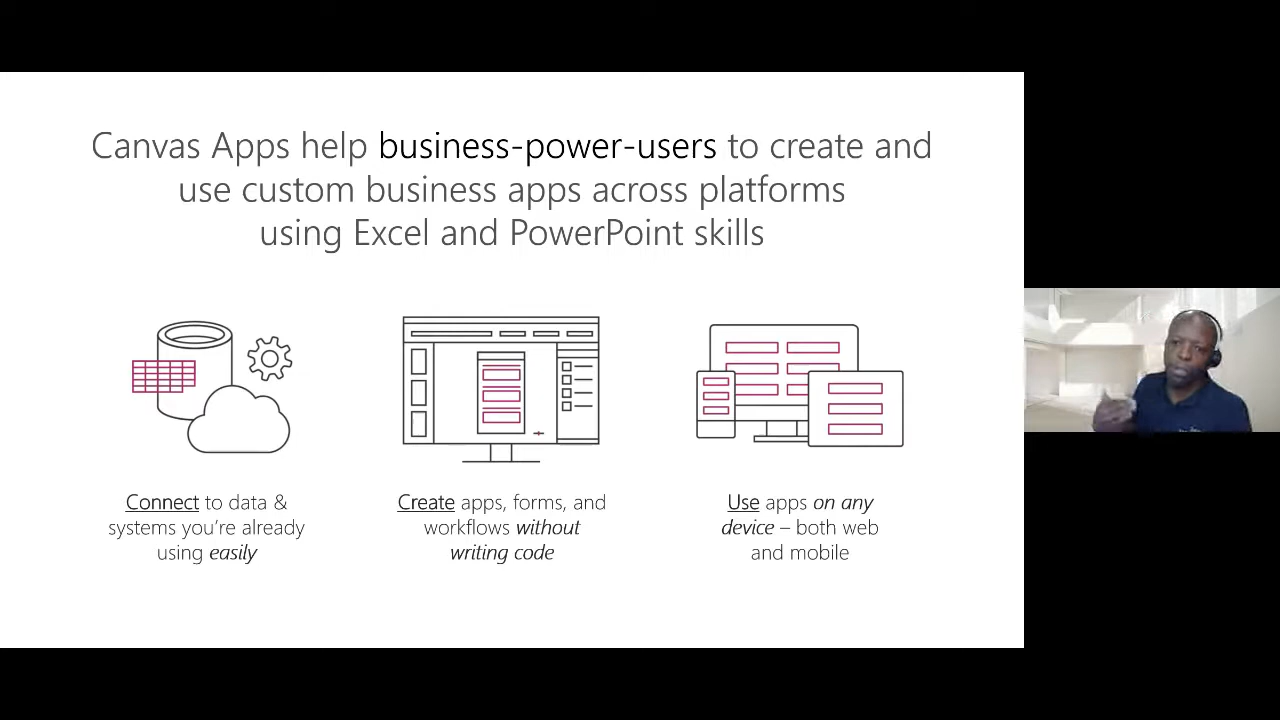 Canvas Apps help business-power-users to create and
use custom business apps across platforms
using Excel and PowerPoint skills
Connect to data &
systems you’re already
using easily
Create apps, forms, and
workflows without
writing code
Use apps on any
device – both web
and mobile